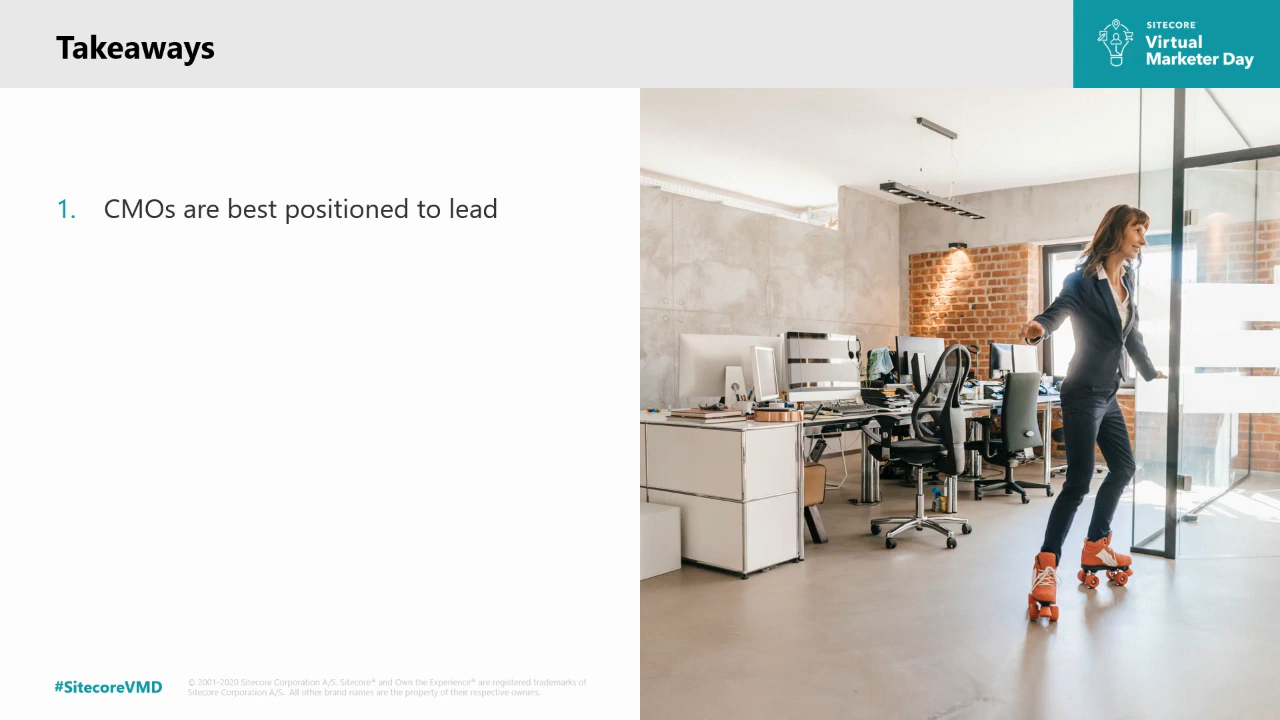 Takeaways
SITECORE
Virtual
Marketer Day
1. CMOs are best positioned to lead
#SitecoreVMD
© 2001-2020 Sitecore Corporation A/S. Sitecore® and Own the Experience® are registered trademarks of
Sitecore Corporation A/S. All other brand names are the property of their respective owners.